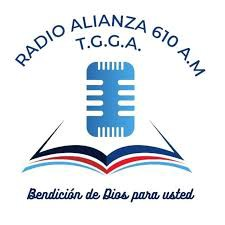 RADIO ALIANZA 610 A.M
T.G.G.A.
Bendición de Dios para usted